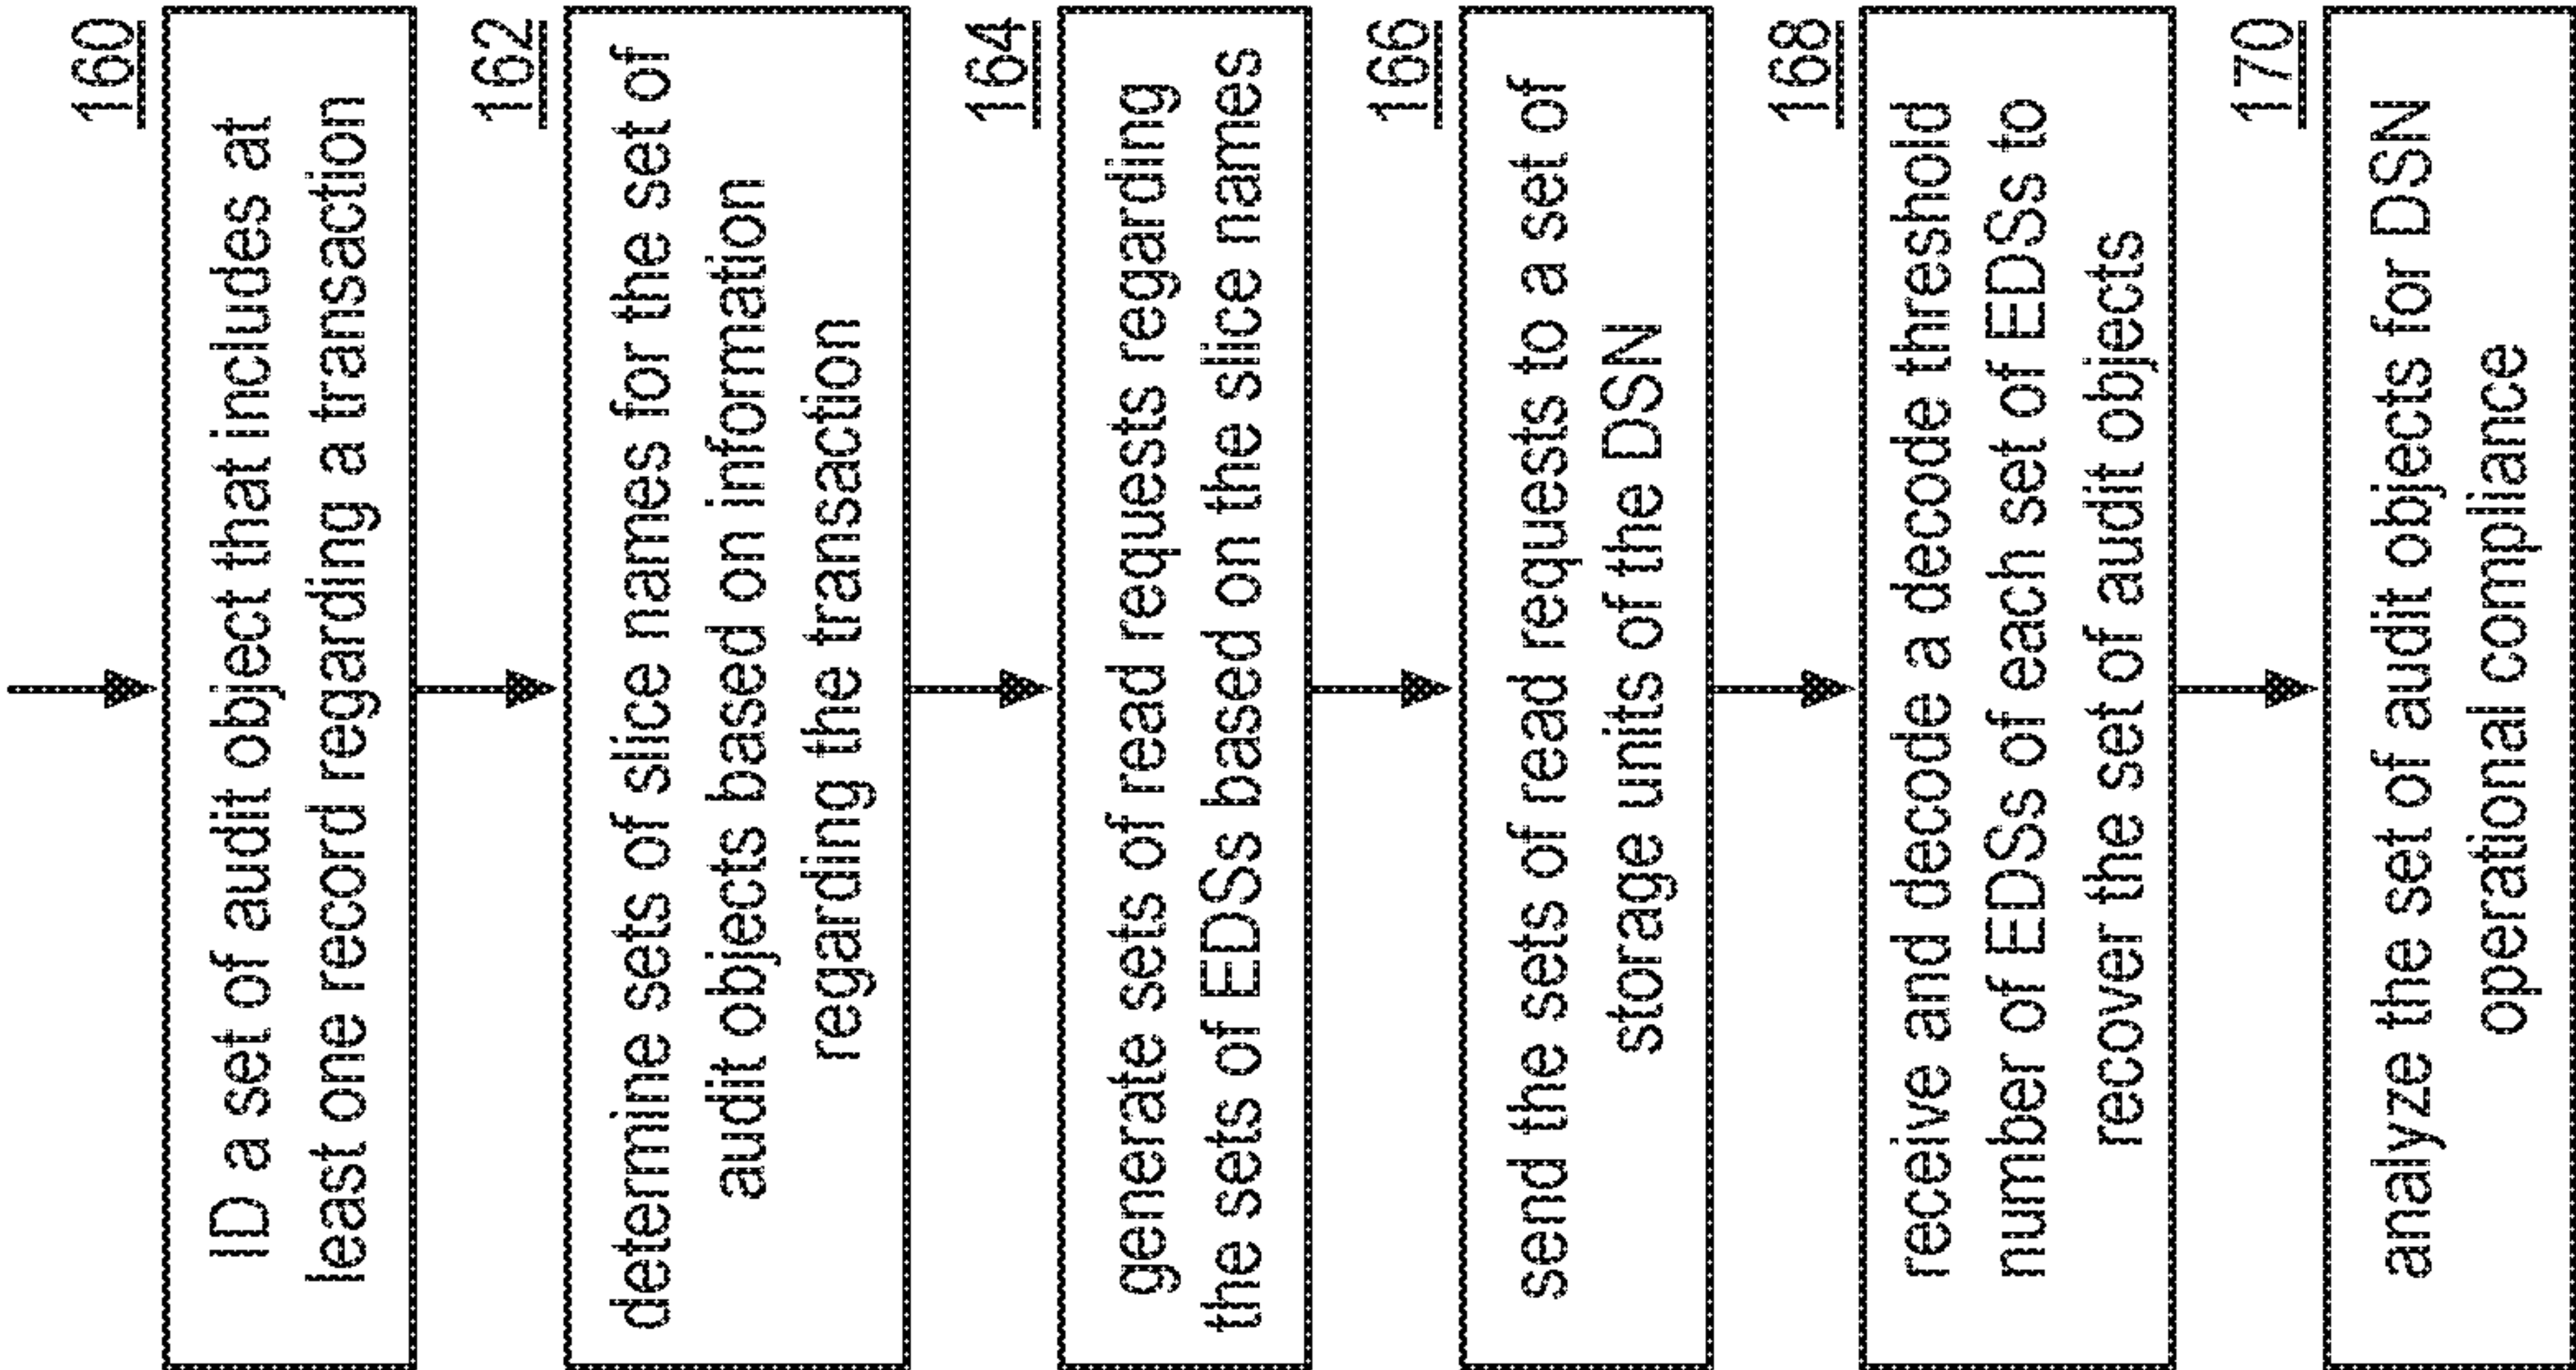 160
ID a set of audit object that includes at
least one record regarding a transaction
162
determine sets of slice names for the set of
audit objects based on information
regarding the transaction
164
generate sets of read requests regarding
the sets of EDSs based on the slice names
166
send the sets of read requests to a set of
storage units of the DSN
168
receive and decode a decode threshold
number of EDSs of each set of EDSs to
recover the set of audit objects
170
analyze the set of audit objects for DSN
operational compliance